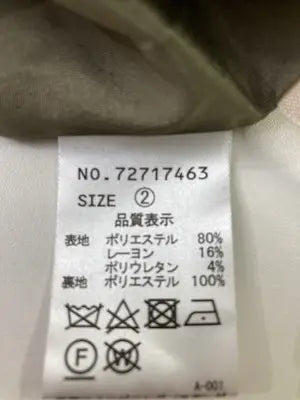 NO.72717463
SIZE ②
品質表示
表地 ポリエステル 80%
レーヨン 16%
ポリウレタン 4%
裏地 ポリエステル 100%
F W
A-001